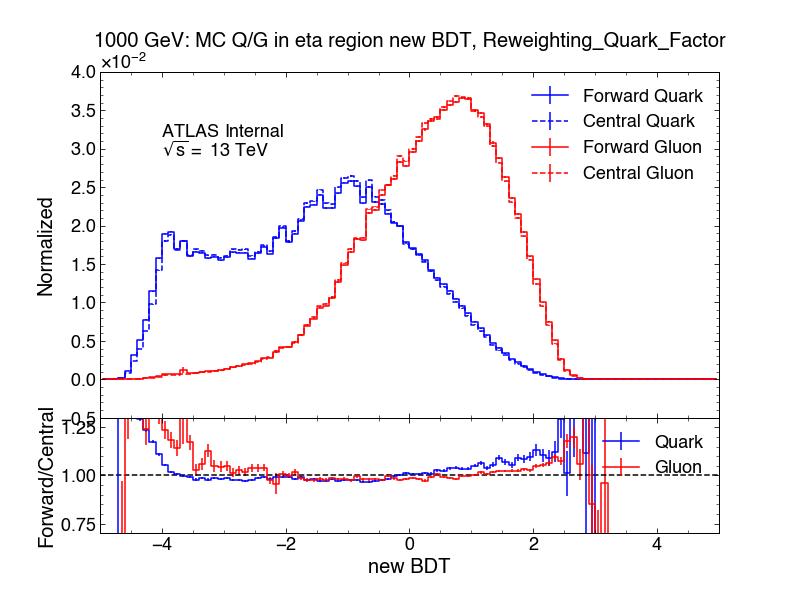 1000 GeV: MC Q/G in eta region new BDT, Reweighting_Quark_Factor
×10⁻²
4.0
3.5
3.0
2.5
2.0
1.5
1.0
0.5
0.0
−0.5
Normalized
ATLAS Internal
√s = 13 TeV
Forward Quark
Central Quark
Forward Gluon
Central Gluon
1.25
1.00
0.75
Forward/Central
Quark
Gluon
−4 −2 0 2 4
new BDT